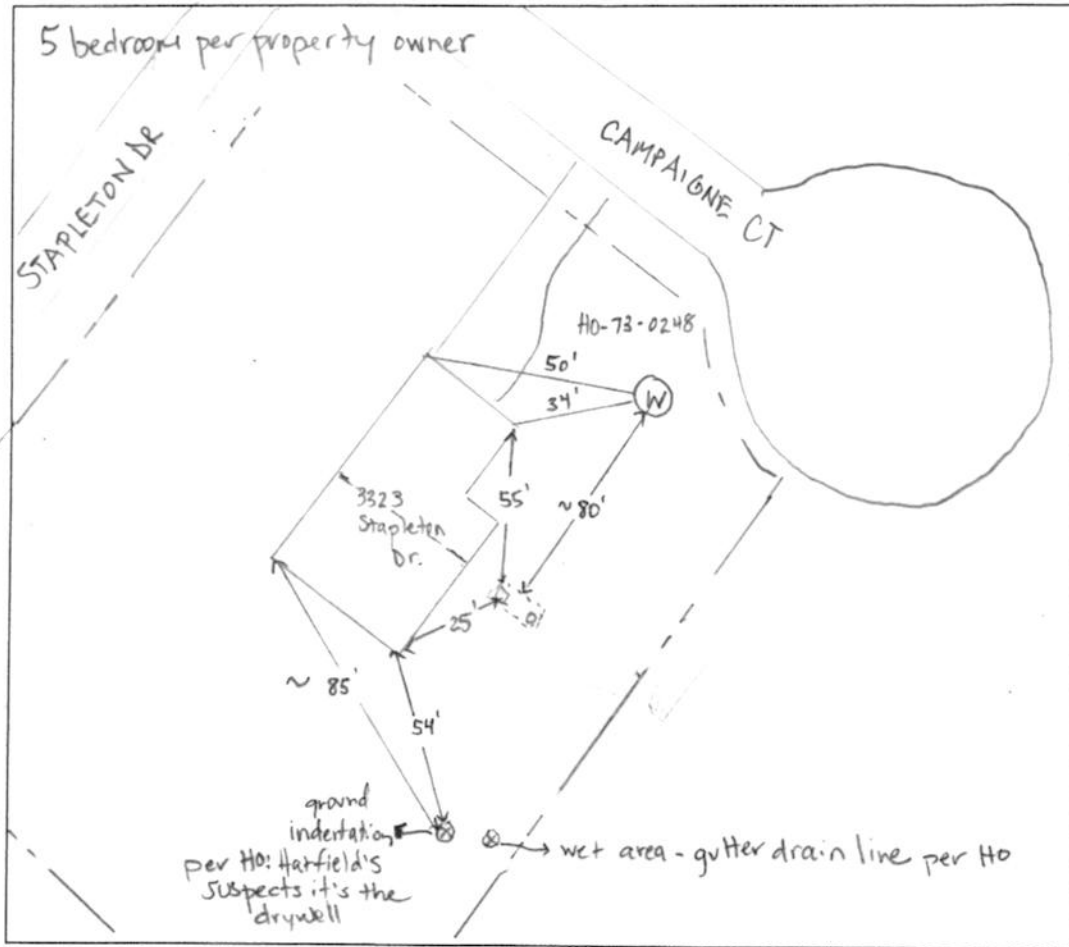 5 bedroom per property owner
STAPLETON DR
CAMPAIGNE CT
HO-73-0248
50'
34'
W
55'
~80'
3323
Stapleton
Dr.
25'
~ 85'
54'
ground
indentation,
per HO: Hatfield's
suspects it's the
drywell
wet area - gutter drain line per HO